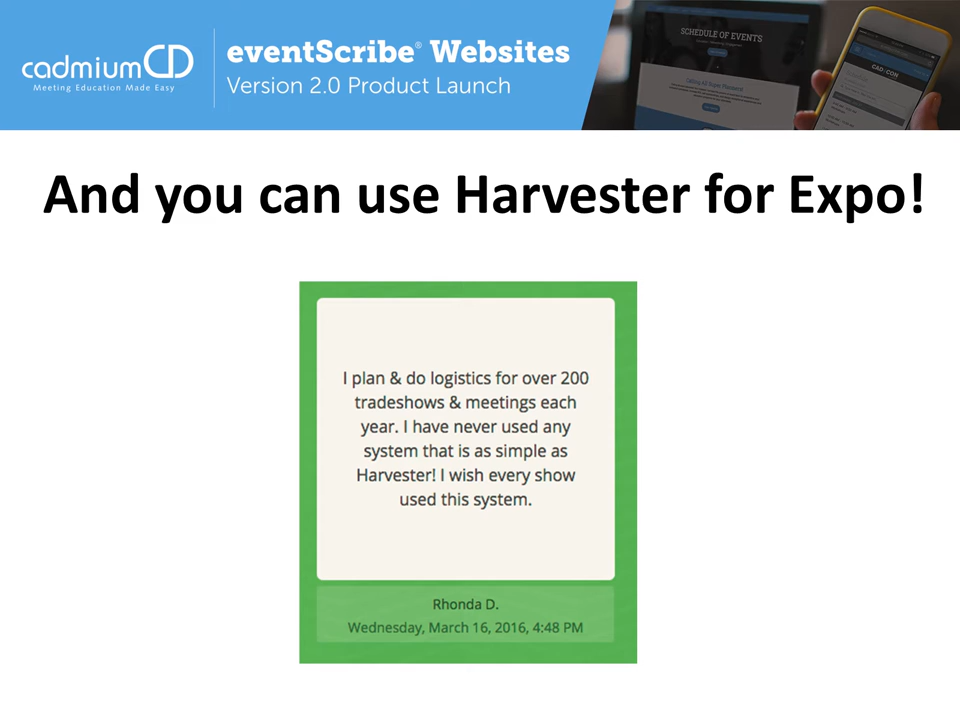 cadmiumCD
Meeting Education Made Easy
eventScribe® Websites
Version 2.0 Product Launch
SCHEDULE OF EVENTS
CAD/CON
And you can use Harvester for Expo!
I plan & do logistics for over 200
tradeshows & meetings each
year. I have never used any
system that is as simple as
Harvester! I wish every show
used this system.
Rhonda D.
Wednesday, March 16, 2016, 4:48 PM